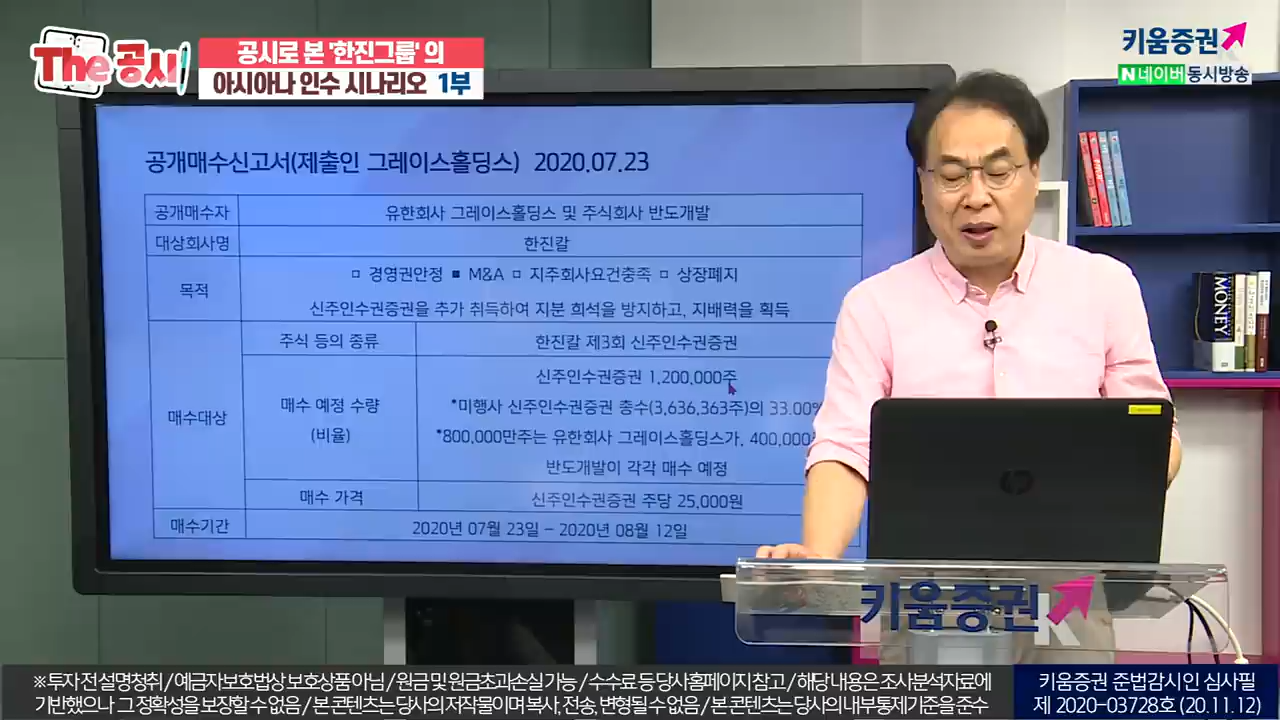 The 공시
공시로 본 '한진그룹' 의
아시아나 인수 시나리오 1부
키움증권
N 네이버 동시방송
공개매수신고서(제출인 그레이스홀딩스) 2020.07.23
공개매수자 유한회사 그레이스홀딩스 및 주식회사 반도개발
대상회사명 한진칼
목적 □ 경영권안정 ■ M&A □ 지주회사요건충족 □ 상장폐지
신주인수권증권을 추가 취득하여 지분 희석을 방지하고, 지배력을 획득
매수대상 주식 등의 종류 한진칼 제3회 신주인수권증권
매수 예정 수량
(비율)
신주인수권증권 1,200,000주
*미행사 신주인수권증권 총수(3,636,363주)의 33.00%
*800,000만주는 유한회사 그레이스홀딩스가, 400,000
반도개발이 각각 매수 예정
매수 가격 신주인수권증권 주당 25,000원
매수기간 2020년 07월 23일 – 2020년 08월 12일
MONEY
hp
키움증권
※ 투자 전 설명청취 / 예금자보호법상 보호상품 아님 / 원금 및 원금초과손실 가능 / 수수료 등 당사홈페이지 참고 / 해당 내용은 조사분석자료에
기반했으나 그 정확성을 보장할 수 없음 / 본 콘텐츠는 당사의 저작물이며 복사, 전송, 변형될 수 없음 / 본 콘텐츠는 당사의 내부통제기준을 준수
키움증권 준법감시인 심사필
제 2020-03728호 (20.11.12)